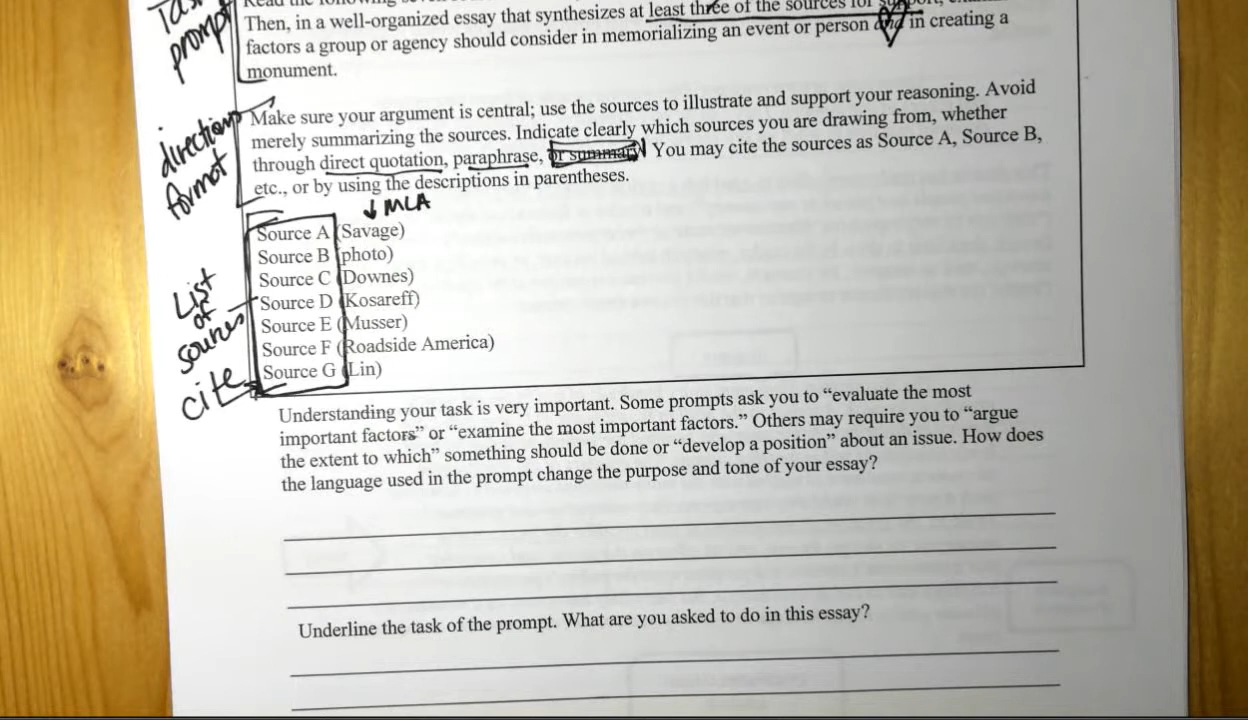 Task
prompt
Read the following
Then, in a well-organized essay that synthesizes at least three of the sources for support,
factors a group or agency should consider in memorializing an event or person and in creating a
monument.
directions
format
Make sure your argument is central; use the sources to illustrate and support your reasoning. Avoid
merely summarizing the sources. Indicate clearly which sources you are drawing from, whether
through direct quotation, paraphrase, or summary. You may cite the sources as Source A, Source B,
etc., or by using the descriptions in parentheses.
↓ MLA
List
of
sources
cite
Source A (Savage)
Source B (photo)
Source C (Downes)
Source D (Kosareff)
Source E (Musser)
Source F (Roadside America)
Source G (Lin)
Understanding your task is very important. Some prompts ask you to “evaluate the most
important factors” or “examine the most important factors.” Others may require you to “argue
the extent to which” something should be done or “develop a position” about an issue. How does
the language used in the prompt change the purpose and tone of your essay?
Underline the task of the prompt. What are you asked to do in this essay?